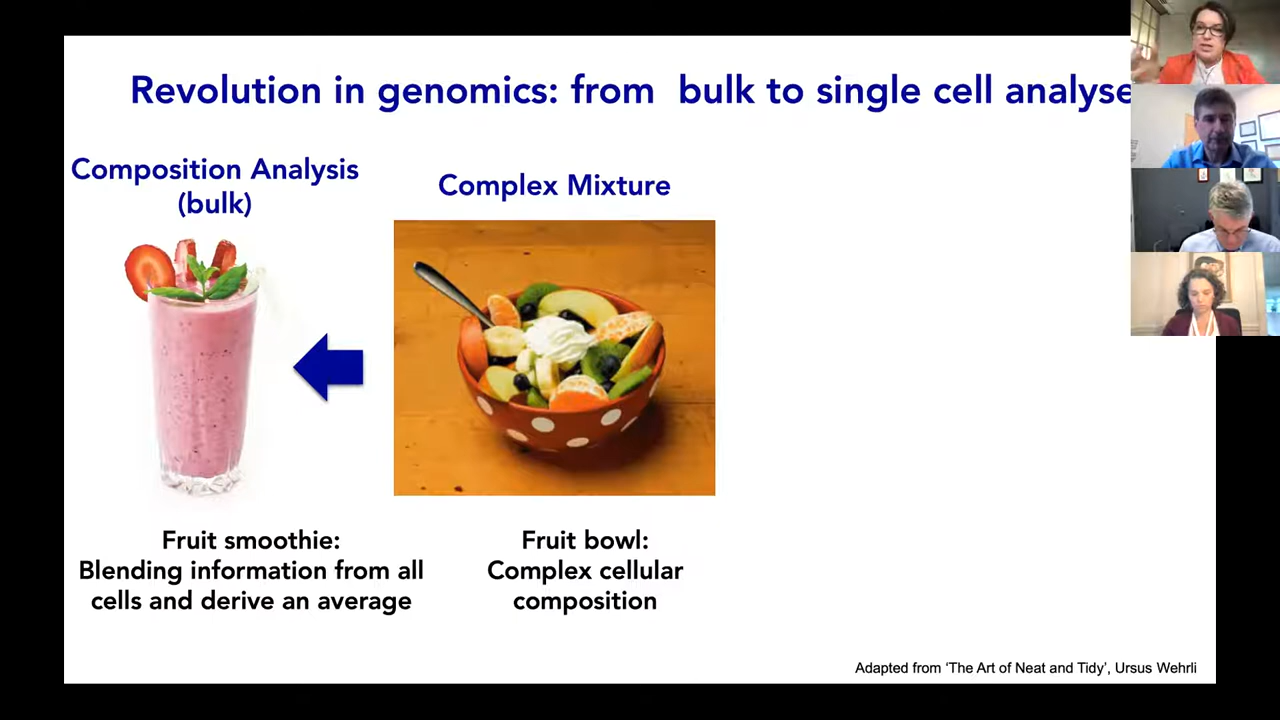 Revolution in genomics: from bulk to single cell analyse
Composition Analysis
(bulk)
Complex Mixture
Fruit smoothie:
Blending information from all
cells and derive an average
Fruit bowl:
Complex cellular
composition
Adapted from ‘The Art of Neat and Tidy’, Ursus Wehrli